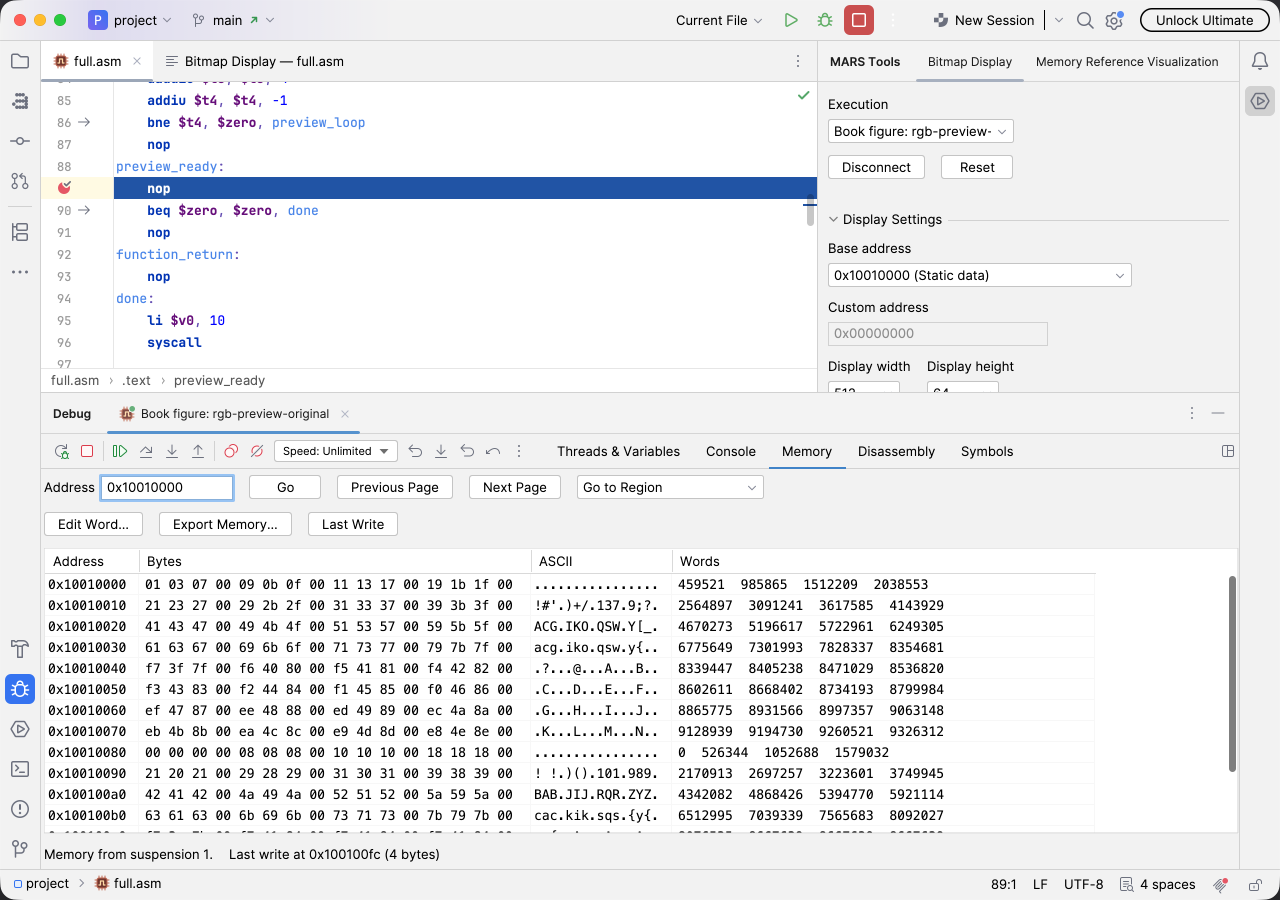 P project main Current File New Session Unlock Ultimate
full.asm Bitmap Display — full.asm MARS Tools Bitmap Display Memory Reference Visualization
85 addiu $t4, $t4, -1
86 bne $t4, $zero, preview_loop
87 nop
88 preview_ready:
nop
90 beq $zero, $zero, done
91 nop
92 function_return:
93 nop
94 done:
95 li $v0, 10
96 syscall
97
full.asm › .text › preview_ready
Execution
Book figure: rgb-preview-
Disconnect Reset
Display Settings
Base address
0x10010000 (Static data)
Custom address
0x00000000
Display width Display height
512 64
Debug Book figure: rgb-preview-original
Speed: Unlimited Threads & Variables Console Memory Disassembly Symbols
Address 0x10010000 Go Previous Page Next Page Go to Region
Edit Word... Export Memory... Last Write
Address Bytes ASCII Words
0x10010000 01 03 07 00 09 0b 0f 00 11 13 17 00 19 1b 1f 00 ................ 459521 985865 1512209 2038553
0x10010010 21 23 27 00 29 2b 2f 00 31 33 37 00 39 3b 3f 00 !#'.)+/.137.9;?. 2564897 3091241 3617585 4143929
0x10010020 41 43 47 00 49 4b 4f 00 51 53 57 00 59 5b 5f 00 ACG.IKO.QSW.Y[_. 4670273 5196617 5722961 6249305
0x10010030 61 63 67 00 69 6b 6f 00 71 73 77 00 79 7b 7f 00 acg.iko.qsw.y{.. 6775649 7301993 7828337 8354681
0x10010040 f7 3f 7f 00 f6 40 80 00 f5 41 81 00 f4 42 82 00 .?...@...A...B.. 8339447 8405238 8471029 8536820
0x10010050 f3 43 83 00 f2 44 84 00 f1 45 85 00 f0 46 86 00 .C...D...E...F.. 8602611 8668402 8734193 8799984
0x10010060 ef 47 87 00 ee 48 88 00 ed 49 89 00 ec 4a 8a 00 .G...H...I...J.. 8865775 8931566 8997357 9063148
0x10010070 eb 4b 8b 00 ea 4c 8c 00 e9 4d 8d 00 e8 4e 8e 00 .K...L...M...N.. 9128939 9194730 9260521 9326312
0x10010080 00 00 00 00 08 08 08 00 10 10 10 00 18 18 18 00 ................ 0 526344 1052688 1579032
0x10010090 21 20 21 00 29 28 29 00 31 30 31 00 39 38 39 00 ! !.)().101.989. 2170913 2697257 3223601 3749945
0x100100a0 42 41 42 00 4a 49 4a 00 52 51 52 00 5a 59 5a 00 BAB.JIJ.RQR.ZYZ. 4342082 4868426 5394770 5921114
0x100100b0 63 61 63 00 6b 69 6b 00 73 71 73 00 7b 79 7b 00 cac.kik.sqs.{y{. 6512995 7039339 7565683 8092027
Memory from suspension 1. Last write at 0x100100fc (4 bytes)
project › full.asm 89:1 LF UTF-8 4 spaces